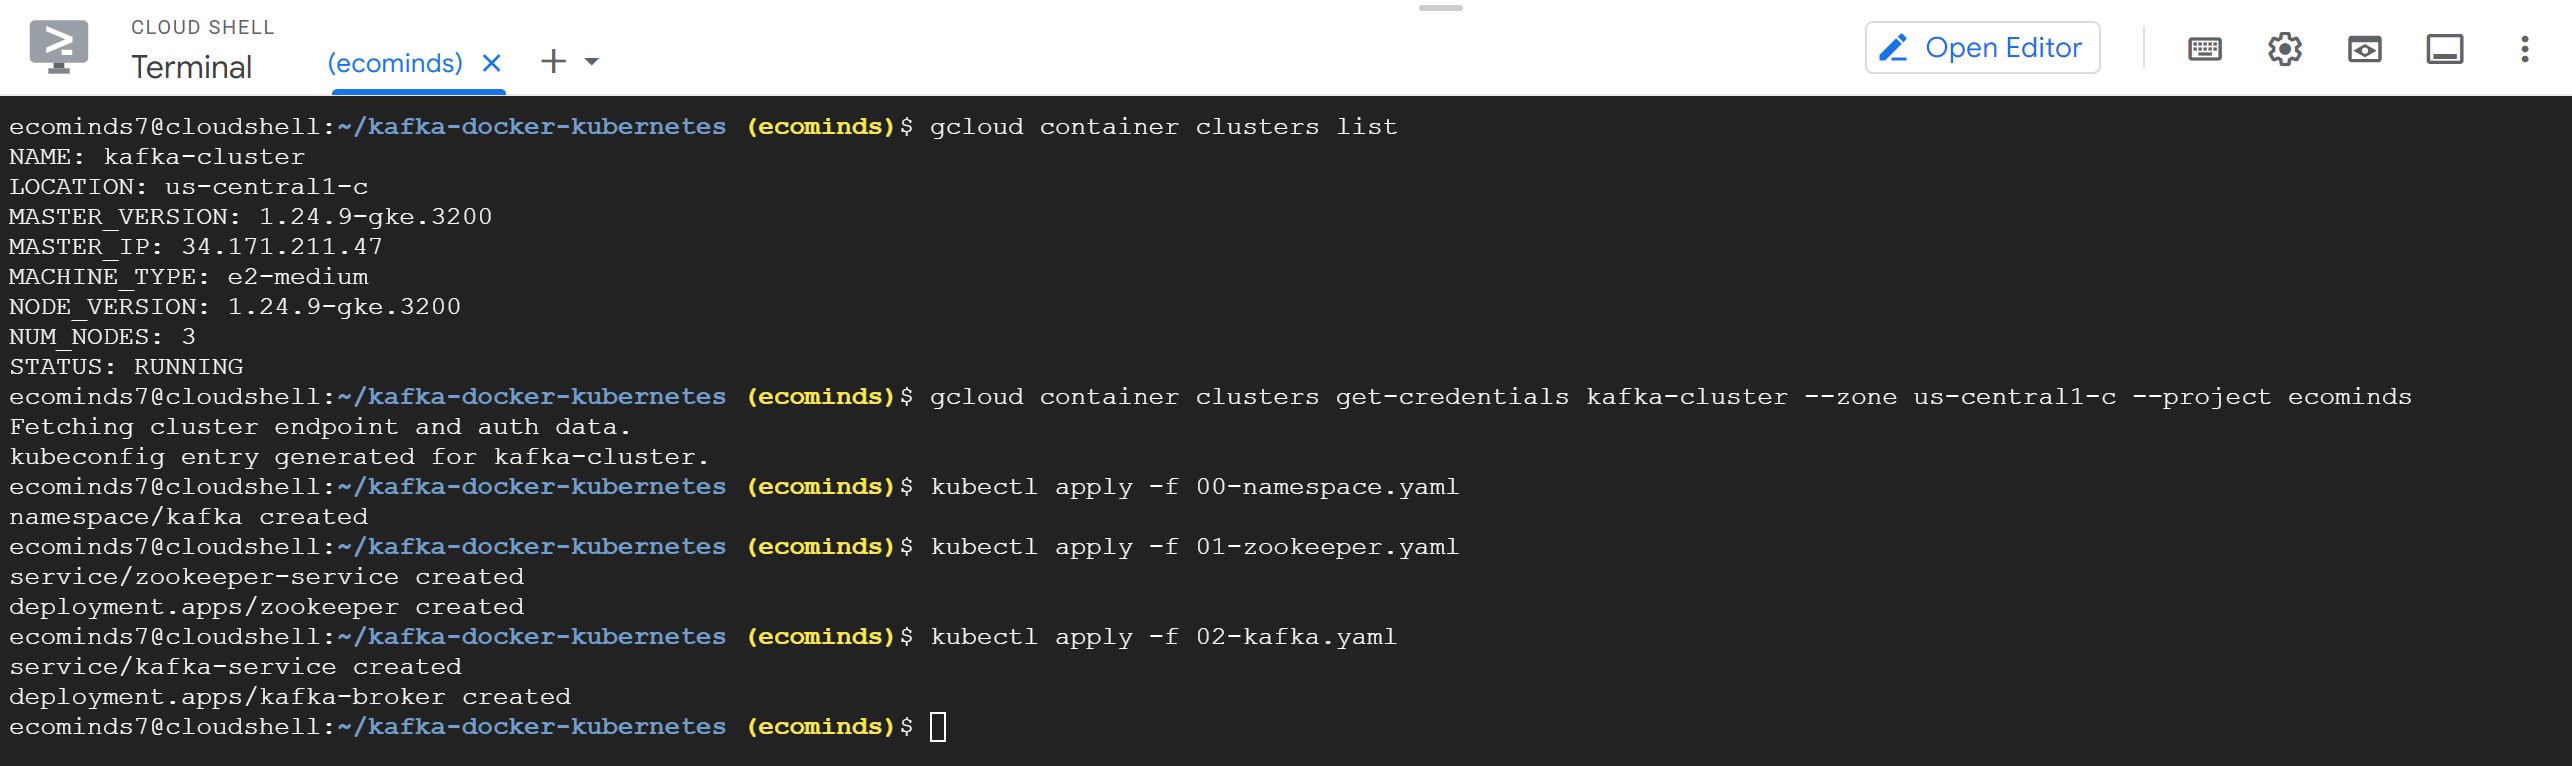 CLOUD SHELL
Terminal
(ecominds)
Open Editor
ecominds7@cloudshell:~/kafka-docker-kubernetes (ecominds)$ gcloud container clusters list
NAME: kafka-cluster
LOCATION: us-central1-c
MASTER_VERSION: 1.24.9-gke.3200
MASTER_IP: 34.171.211.47
MACHINE_TYPE: e2-medium
NODE_VERSION: 1.24.9-gke.3200
NUM_NODES: 3
STATUS: RUNNING
ecominds7@cloudshell:~/kafka-docker-kubernetes (ecominds)$ gcloud container clusters get-credentials kafka-cluster --zone us-central1-c --project ecominds
Fetching cluster endpoint and auth data.
kubeconfig entry generated for kafka-cluster.
ecominds7@cloudshell:~/kafka-docker-kubernetes (ecominds)$ kubectl apply -f 00-namespace.yaml
namespace/kafka created
ecominds7@cloudshell:~/kafka-docker-kubernetes (ecominds)$ kubectl apply -f 01-zookeeper.yaml
service/zookeeper-service created
deployment.apps/zookeeper created
ecominds7@cloudshell:~/kafka-docker-kubernetes (ecominds)$ kubectl apply -f 02-kafka.yaml
service/kafka-service created
deployment.apps/kafka-broker created
ecominds7@cloudshell:~/kafka-docker-kubernetes (ecominds)$